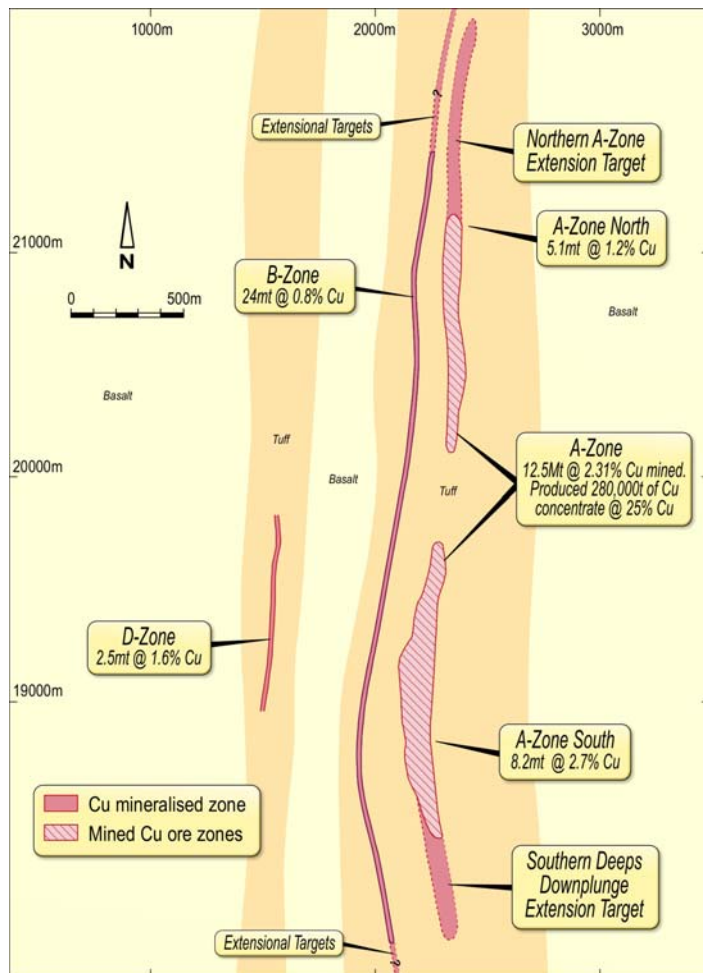 1000m
2000m
3000m
?
Extensional Targets
Northern A-Zone
Extension Target
A-Zone North
5.1mt @ 1.2% Cu
21000m
N
0
500m
B-Zone
24mt @ 0.8% Cu
Basalt
Basalt
A-Zone
12.5Mt @ 2.31% Cu mined.
Produced 280,000t of Cu
concentrate @ 25% Cu
Tuff
20000m
Basalt
Tuff
D-Zone
2.5mt @ 1.6% Cu
19000m
A-Zone South
8.2mt @ 2.7% Cu
Cu mineralised zone
Mined Cu ore zones
Southern Deeps
Downplunge
Extension Target
Extensional Targets
?